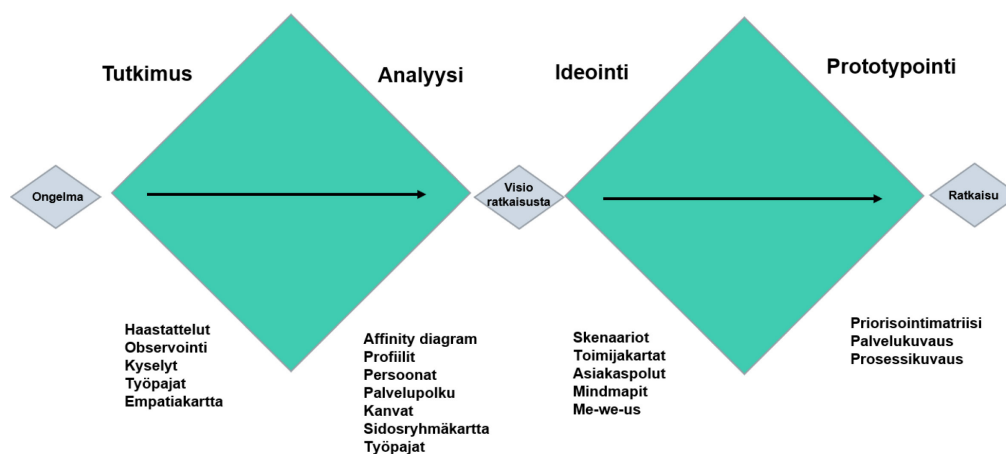 Tutkimus
Analyysi
Ideointi
Prototypointi
Ongelma
Visio
ratkaisusta
Ratkaisu
Haastattelut
Observointi
Kyselyt
Työpajat
Empatiakartta
Affinity diagram
Profiilit
Persoonat
Palvelupolku
Kanvat
Sidosryhmäkartta
Työpajat
Skenaariot
Toimijakartat
Asiakaspolut
Mindmapit
Me-we-us
Priorisointimatriisi
Palvelukuvaus
Prosessikuvaus